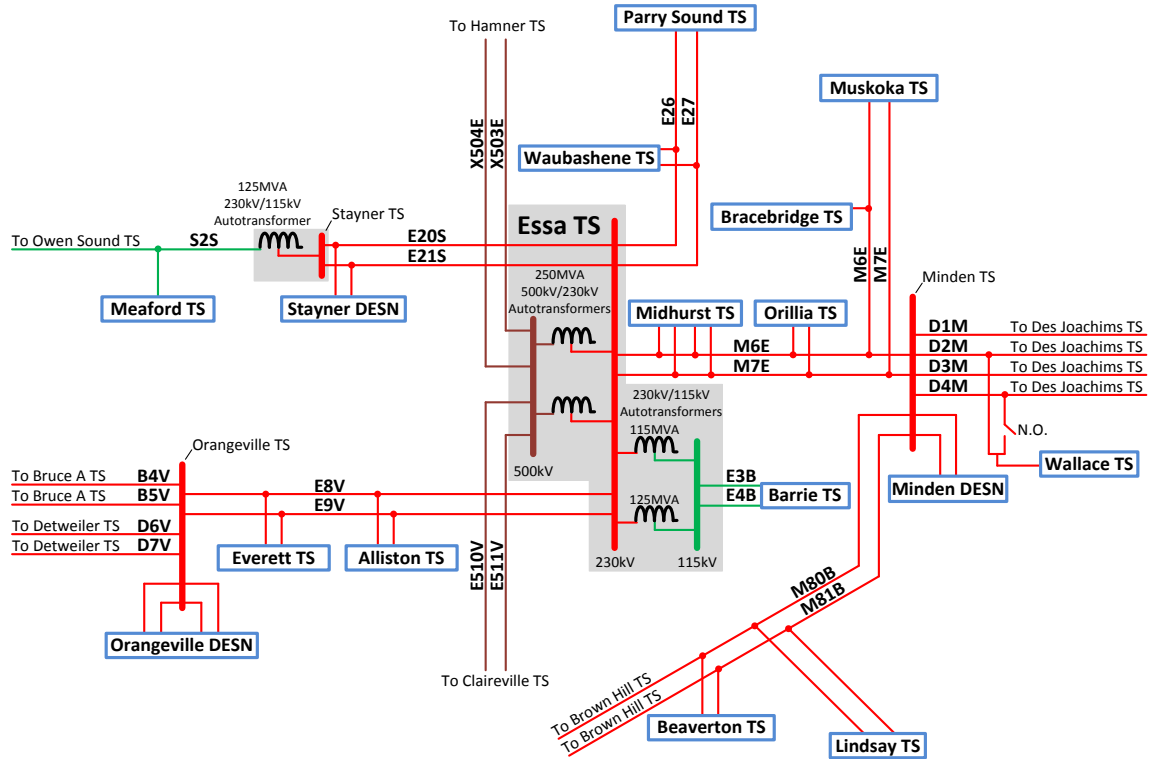 To Hamner TS
Parry Sound TS
Muskoka TS
E26
E27
X504E
X503E
Waubashene TS
125MVA
230kV/115kV
Autotransformer
Stayner TS
Bracebridge TS
Essa TS
To Owen Sound TS
S2S
E20S
E21S
M6E
M7E
Minden TS
250MVA
500kV/230kV
Autotransformers
Meaford TS
Stayner DESN
Midhurst TS
Orillia TS
D1M
To Des Joachims TS
M6E
D2M
To Des Joachims TS
M7E
D3M
To Des Joachims TS
D4M
To Des Joachims TS
230kV/115kV
Autotransformers
115MVA
N.O.
Orangeville TS
500kV
Wallace TS
To Bruce A TS
B4V
E8V
E3B
Minden DESN
To Bruce A TS
B5V
E9V
E4B
Barrie TS
125MVA
To Detweiler TS
D6V
To Detweiler TS
D7V
Everett TS
Alliston TS
230kV
115kV
E510V
E511V
M80B
M81B
Orangeville DESN
To Claireville TS
To Brown Hill TS
To Brown Hill TS
Beaverton TS
Lindsay TS